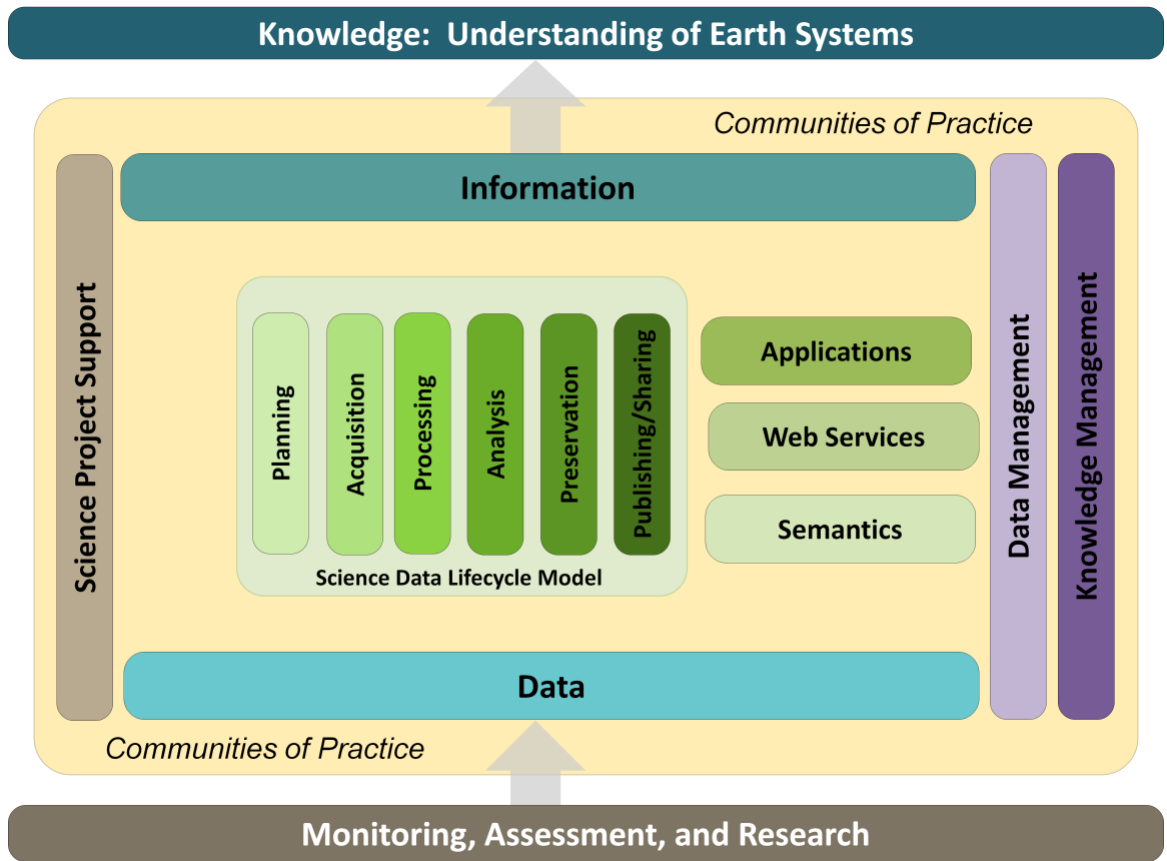 Knowledge:  Understanding of Earth Systems
Communities of Practice
Information
Science Project Support
Planning
Acquisition
Processing
Analysis
Preservation
Publishing/Sharing
Science Data Lifecycle Model
Applications
Web Services
Semantics
Data Management
Knowledge Management
Data
Communities of Practice
Monitoring, Assessment, and Research